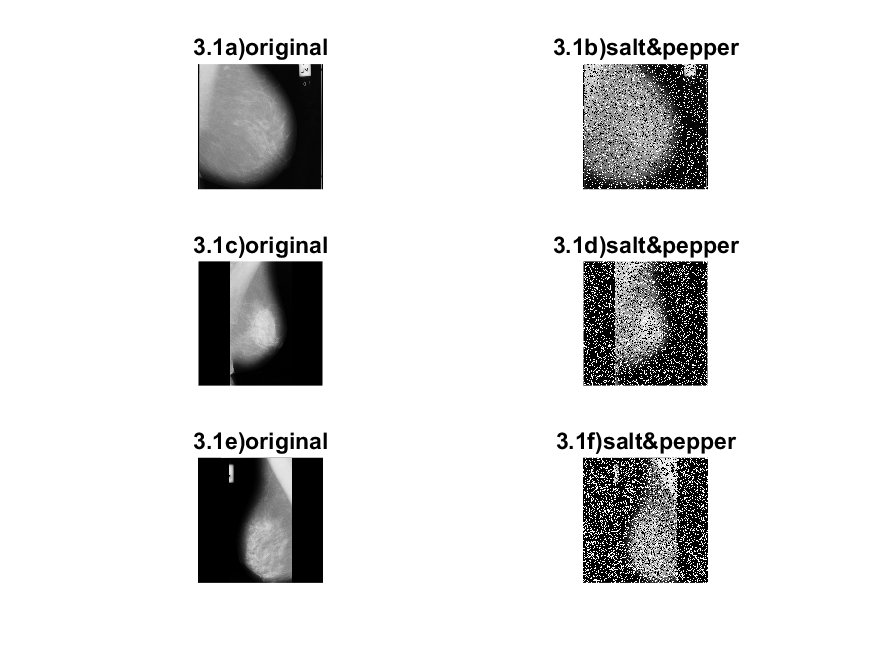 3.1a)original
3.1b)salt&pepper
3.1c)original
3.1d)salt&pepper
3.1e)original
3.1f)salt&pepper